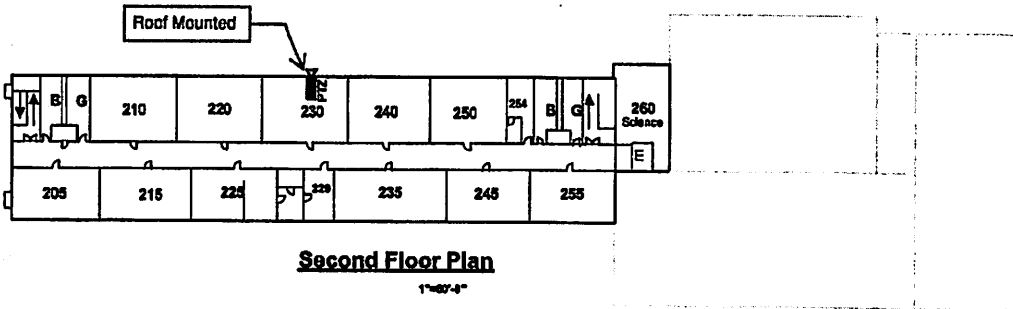 Roof Mounted
PTZ
B G 210 220 230 240 250 254 B G 260
Science
E
205 215 225 229 235 245 255
Second Floor Plan